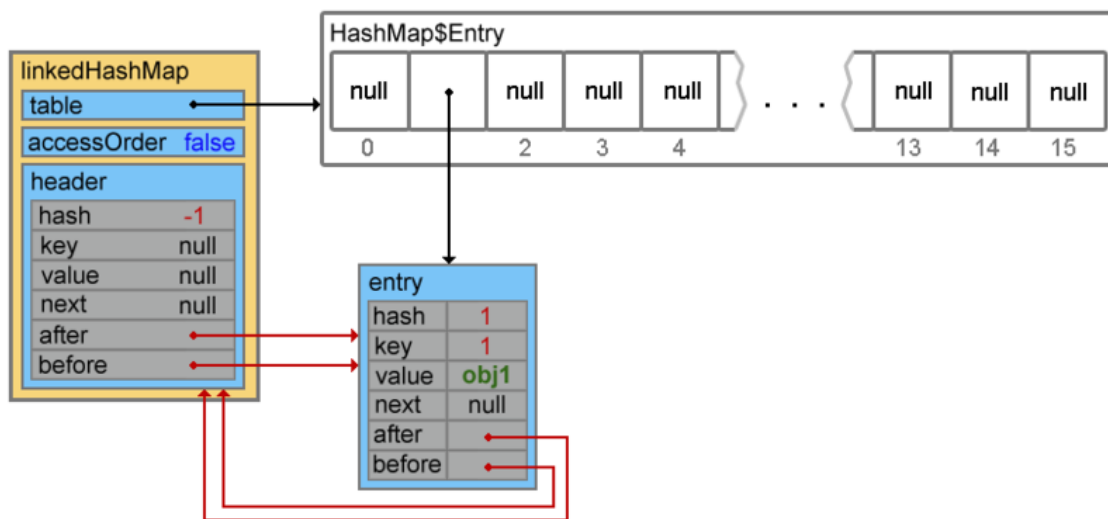 HashMap$Entry
null null null null . . . null null null
0 2 3 4 13 14 15
linkedHashMap
table
accessOrder false
header
hash -1
key null
value null
next null
after
before
entry
hash 1
key 1
value obj1
next null
after
before